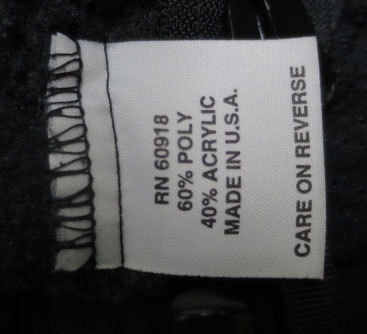 RN 60918
60% POLY
40% ACRYLIC
MADE IN U.S.A.
CARE ON REVERSE